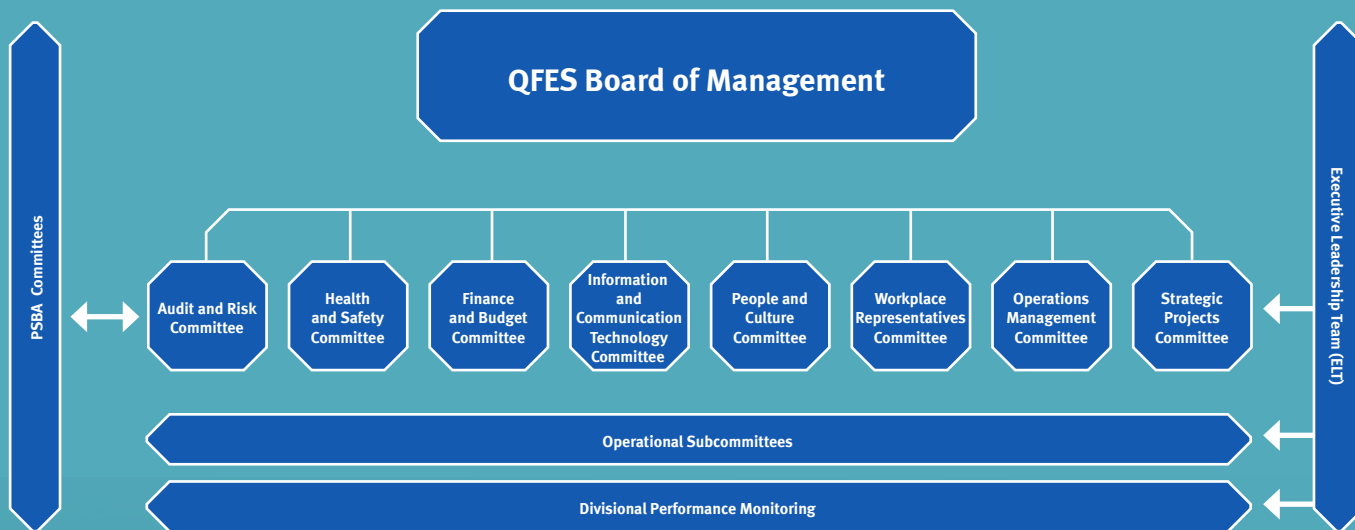 QFES Board of Management
PSBA Committees
Executive Leadership Team (ELT)
Audit and Risk
Committee
Health
and Safety
Committee
Finance
and Budget
Committee
Information
and
Communication
Technology
Committee
People and
Culture
Committee
Workplace
Representatives
Committee
Operations
Management
Committee
Strategic
Projects
Committee
Operational Subcommittees
Divisional Performance Monitoring